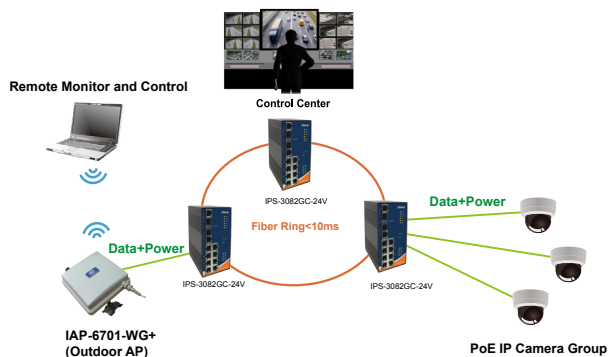 Remote Monitor and Control
Control Center
IPS-3082GC-24V
Data+Power
Fiber Ring<10ms
Data+Power
IPS-3082GC-24V
IPS-3082GC-24V
IAP-6701-WG+
(Outdoor AP)
PoE IP Camera Group